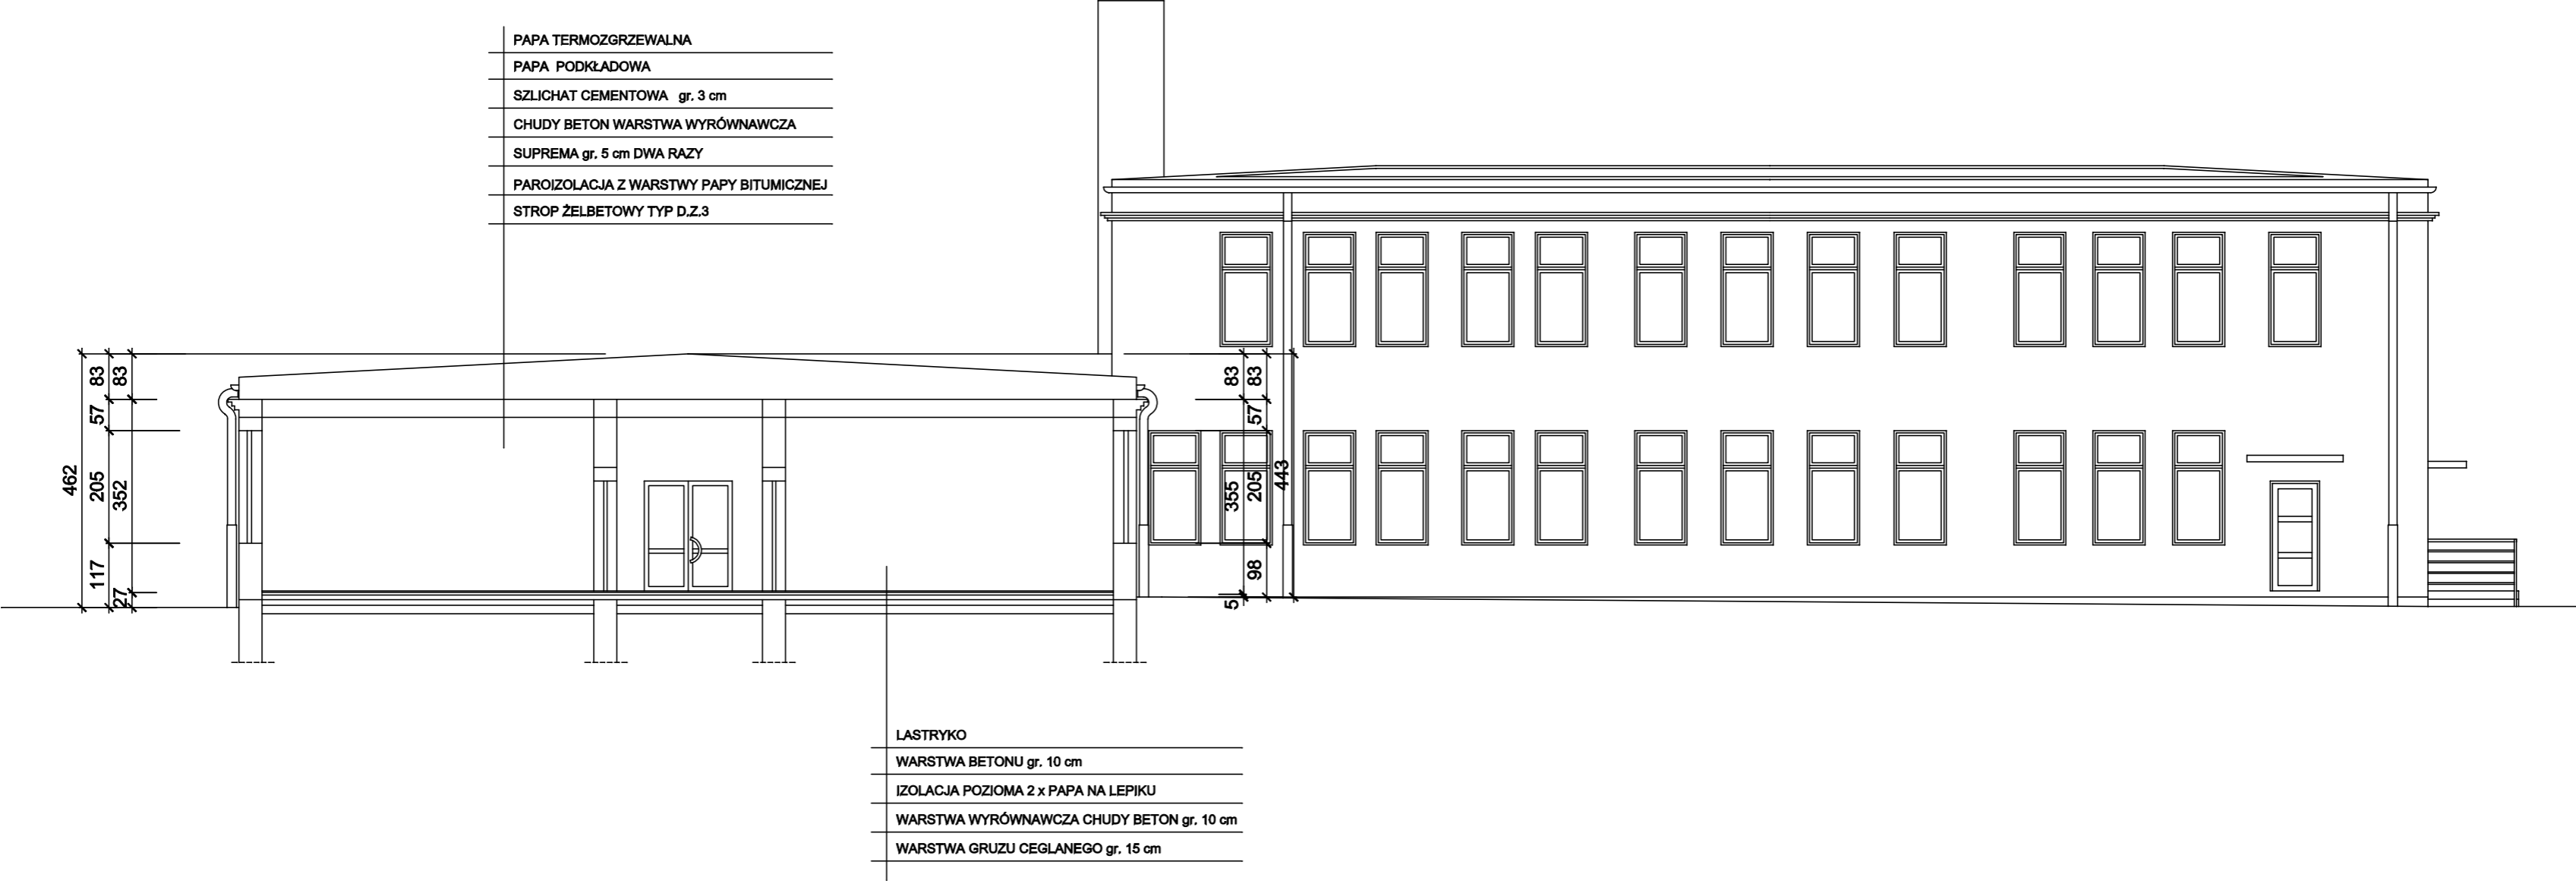 PAPA TERMOZGRZEWALNA
PAPA PODKŁADOWA
SZLICHAT CEMENTOWA gr. 3 cm
CHUDY BETON WARSTWA WYRÓWNAWCZA
SUPREMA gr. 5 cm DWA RAZY
PAROIZOLACJA Z WARSTWY PAPY BITUMICZNEJ
STROP ŻELBETOWY TYP D.Z.3
462
83
57
205
117
83
352
27
83
355
5
83
57
205
98
443
LASTRYKO
WARSTWA BETONU gr. 10 cm
IZOLACJA POZIOMA 2 x PAPA NA LEPIKU
WARSTWA WYRÓWNAWCZA CHUDY BETON gr. 10 cm
WARSTWA GRUZU CEGLANEGO gr. 15 cm